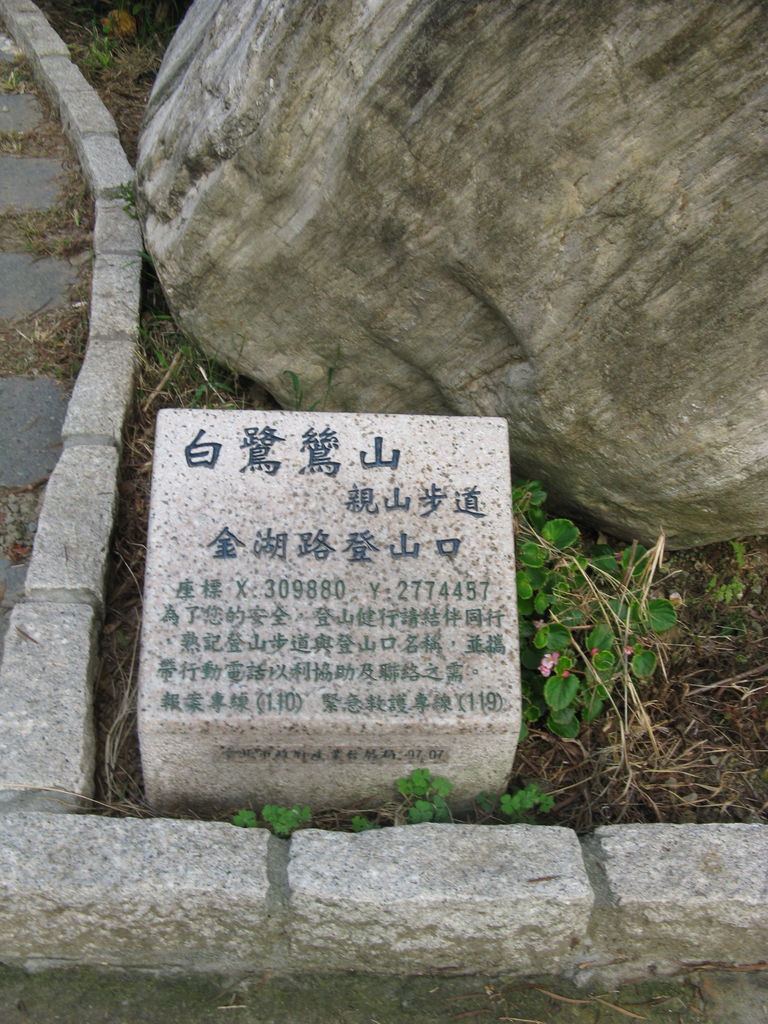 白鷺鷥山
親山步道
金湖路登山口
座標 X:309880 Y:2774457
為了您的安全，登山健行請結伴同行
，熟記登山步道與登山口名稱，並攜
帶行動電話以利協助及聯絡之需。
報案專線(110) 緊急救護專線(119)
97.07